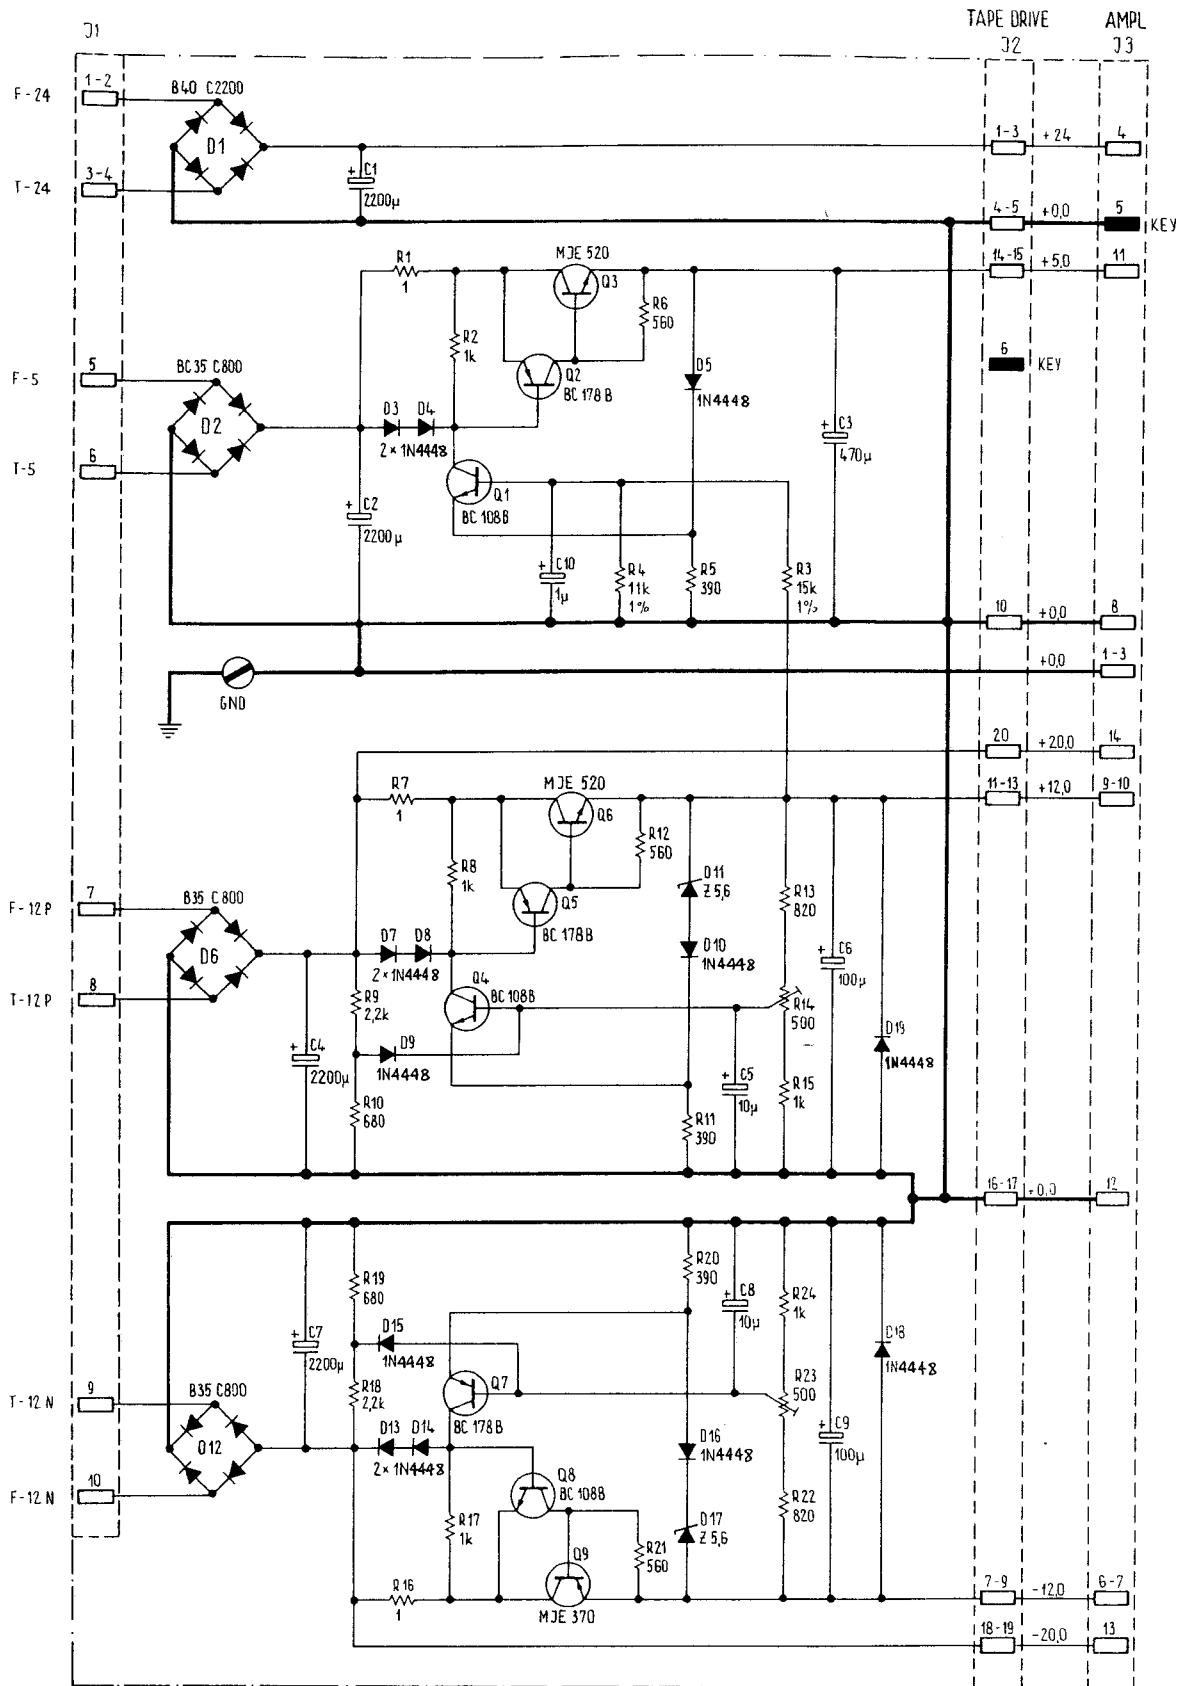 TAPE DRIVE
AMPL
J1
J2
J3
F-24
1-2
B40 C2200
D1
1-3
+24
4
T-24
3-4
+ C1
2200µ
4-5
+0,0
5
KEY
R1
1
MJE 520
Q3
14-15
+5,0
11
R2
1k
R6
560
6
KEY
F-5
5
BC35 C800
D2
Q2
BC 178 B
D5
1N4448
D3
D4
2 × 1N4448
+ C3
470µ
T-5
6
Q1
BC 108B
+ C2
2200µ
+ C10
1µ
R4
11k
1%
R5
390
R3
15k
1%
10
+0,0
8
+0,0
1-3
GND
20
+20,0
14
R7
1
MJE 520
Q6
11-13
+12,0
9-10
R8
1k
R12
560
F-12P
7
B35 C800
D6
Q5
BC 178B
D11
Z 5,6
R13
820
D7
D8
2 × 1N4448
D10
1N4448
+ C6
100µ
T-12P
8
Q4
BC 108B
R9
2,2k
R14
500
D9
1N4448
D19
1N4448
+ C4
2200µ
R10
680
+ C5
10µ
R15
1k
R11
390
16-17
+0,0
12
R20
390
R19
680
+ C8
10µ
R24
1k
+ C7
2200µ
D15
1N4448
D18
1N4448
T-12N
9
B35 C800
D12
R18
2,2k
Q7
BC 178B
R23
500
D13
D14
2 × 1N4448
D16
1N4448
+ C9
100µ
F-12N
10
Q8
BC 108B
R17
1k
D17
Z 5,6
R22
820
R21
560
Q9
MJE 370
R16
1
7-9
-12,0
6-7
18-19
-20,0
13